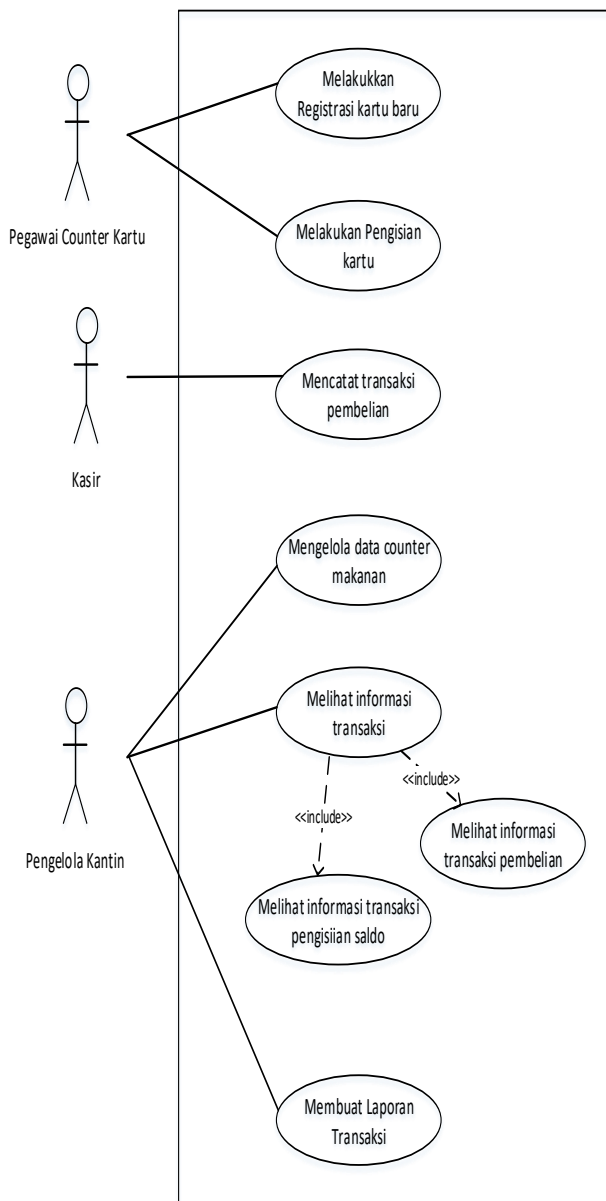 Melakukkan
Registrasi kartu baru
Pegawai Counter Kartu
Melakukan Pengisian
kartu
Mencatat transaksi
pembelian
Kasir
Mengelola data counter
makanan
Melihat informasi
transaksi
<<include>>
<<include>>
Melihat informasi
transaksi pembelian
Pengelola Kantin
Melihat informasi transaksi
pengisiian saldo
Membuat Laporan
Transaksi